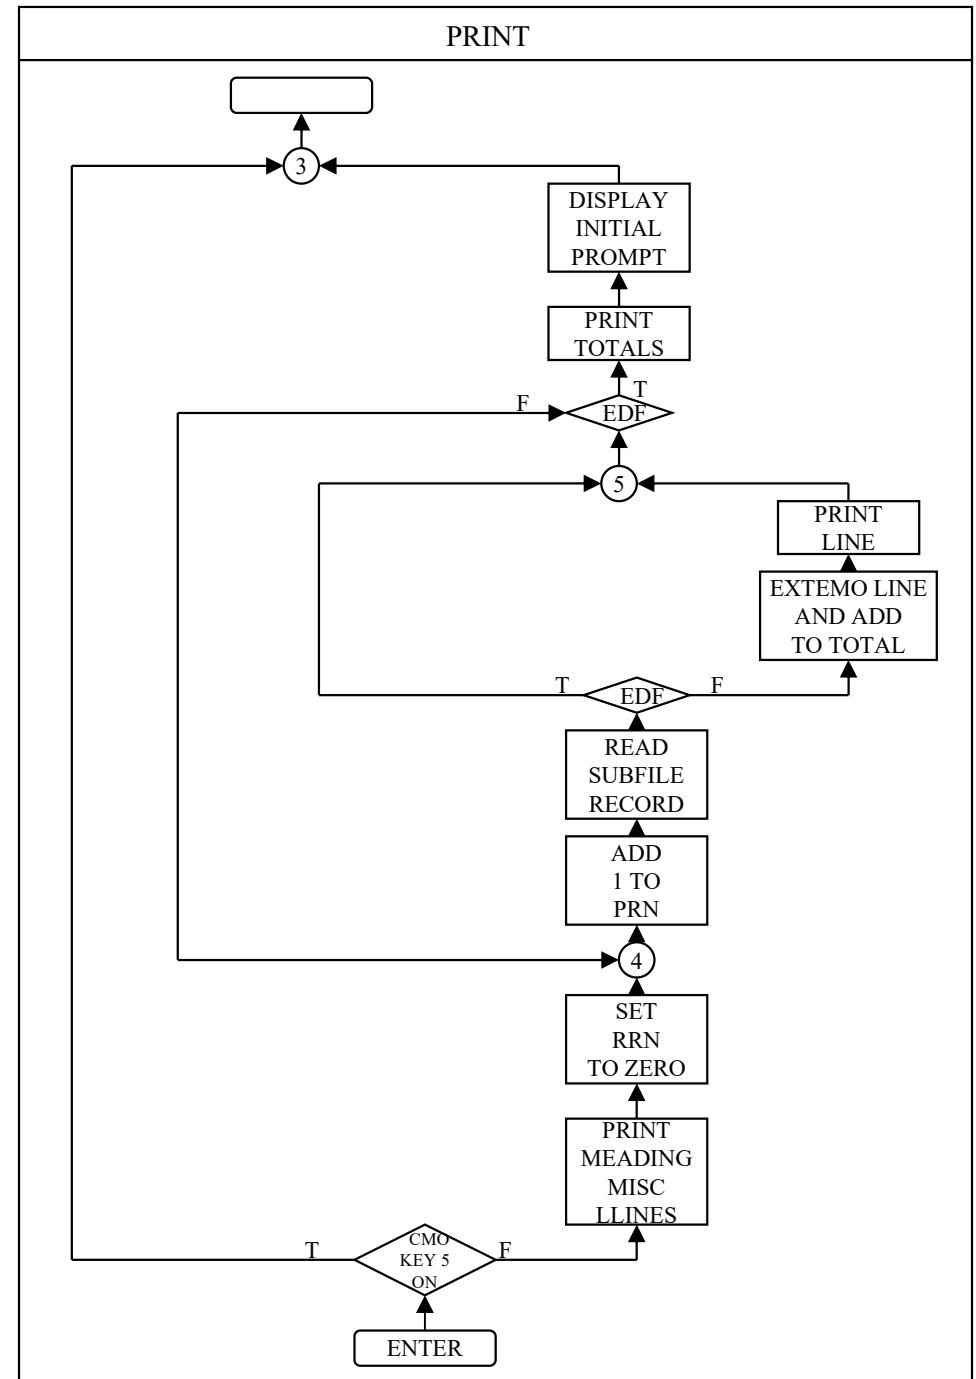 PRINT
3
DISPLAY
INITIAL
PROMPT
PRINT
TOTALS
T
F
EDF
5
PRINT
LINE
EXTEMO LINE
AND ADD
TO TOTAL
T
EDF
F
READ
SUBFILE
RECORD
ADD
1 TO
PRN
4
SET
RRN
TO ZERO
PRINT
MEADING
MISC
LLINES
T
CMO
KEY 5
ON
F
ENTER